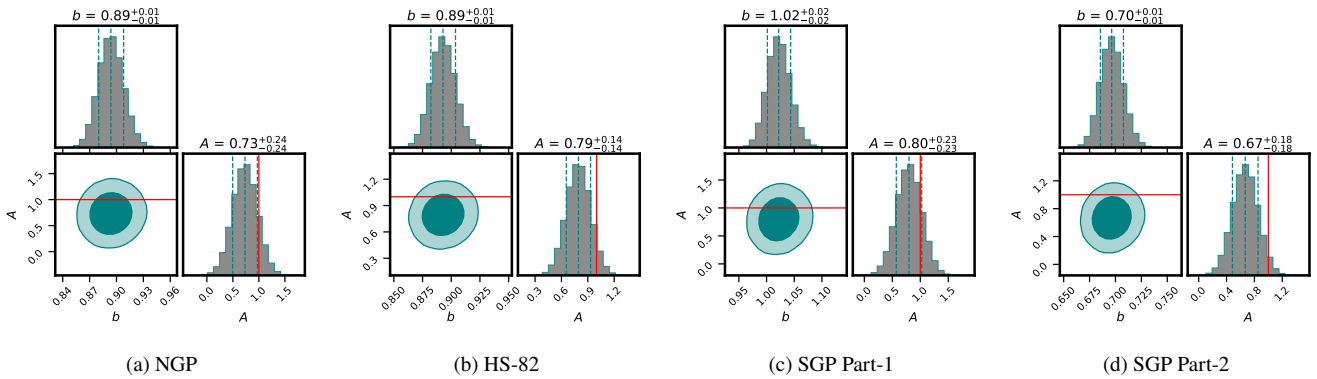 b = 0.89+0.01−0.01
A
1.5
1.0
0.5
0.0
A = 0.73+0.24−0.24
0.84 0.87 0.90 0.93 0.96
b
0.0 0.5 1.0 1.5
A
(a) NGP
b = 0.89+0.01−0.01
A
1.2
0.9
0.6
0.3
A = 0.79+0.14−0.14
0.850 0.875 0.900 0.925 0.950
b
0.3 0.6 0.9 1.2
A
(b) HS-82
b = 1.02+0.02−0.02
A
1.5
1.0
0.5
0.0
A = 0.80+0.23−0.23
0.95 1.00 1.05 1.10
b
0.0 0.5 1.0 1.5
A
(c) SGP Part-1
b = 0.70+0.01−0.01
A
1.2
0.8
0.4
0.0
A = 0.67+0.18−0.18
0.650 0.675 0.700 0.725 0.750
b
0.0 0.4 0.8 1.2
A
(d) SGP Part-2